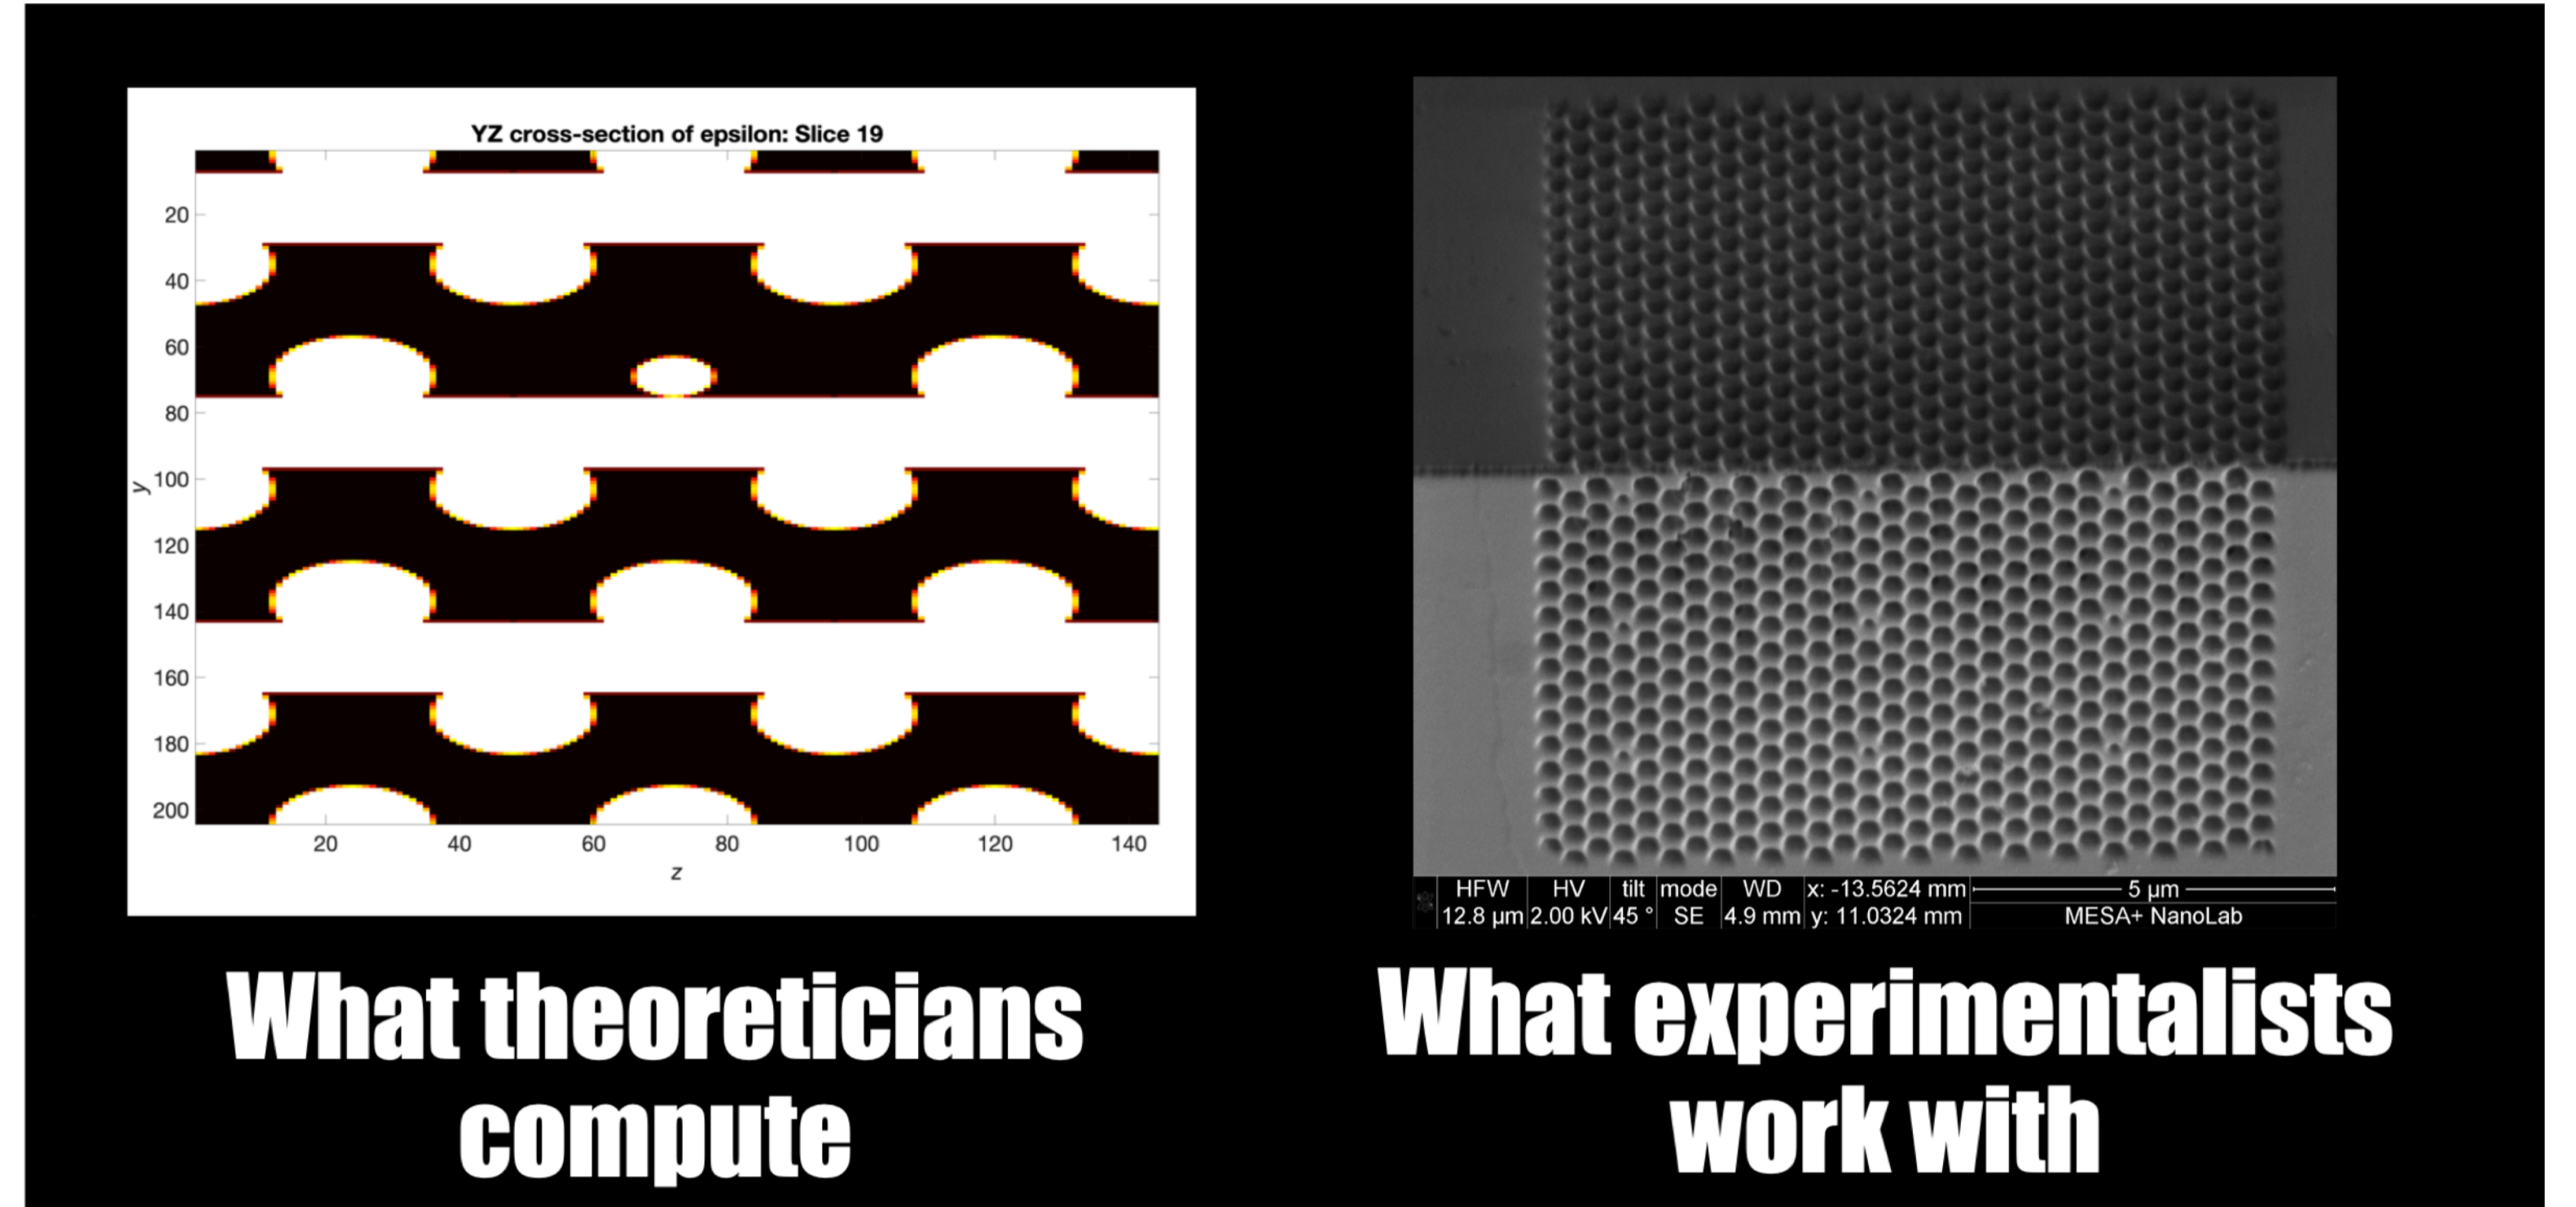 YZ cross-section of epsilon: Slice 19
20
40
60
80
100
120
140
160
180
200
y
20 40 60 80 100 120 140
z
HFW HV tilt mode WD x: -13.5624 mm 5 µm
12.8 µm 2.00 kV 45 ° SE 4.9 mm y: 11.0324 mm MESA+ NanoLab
What theoreticians
compute
What experimentalists
work with